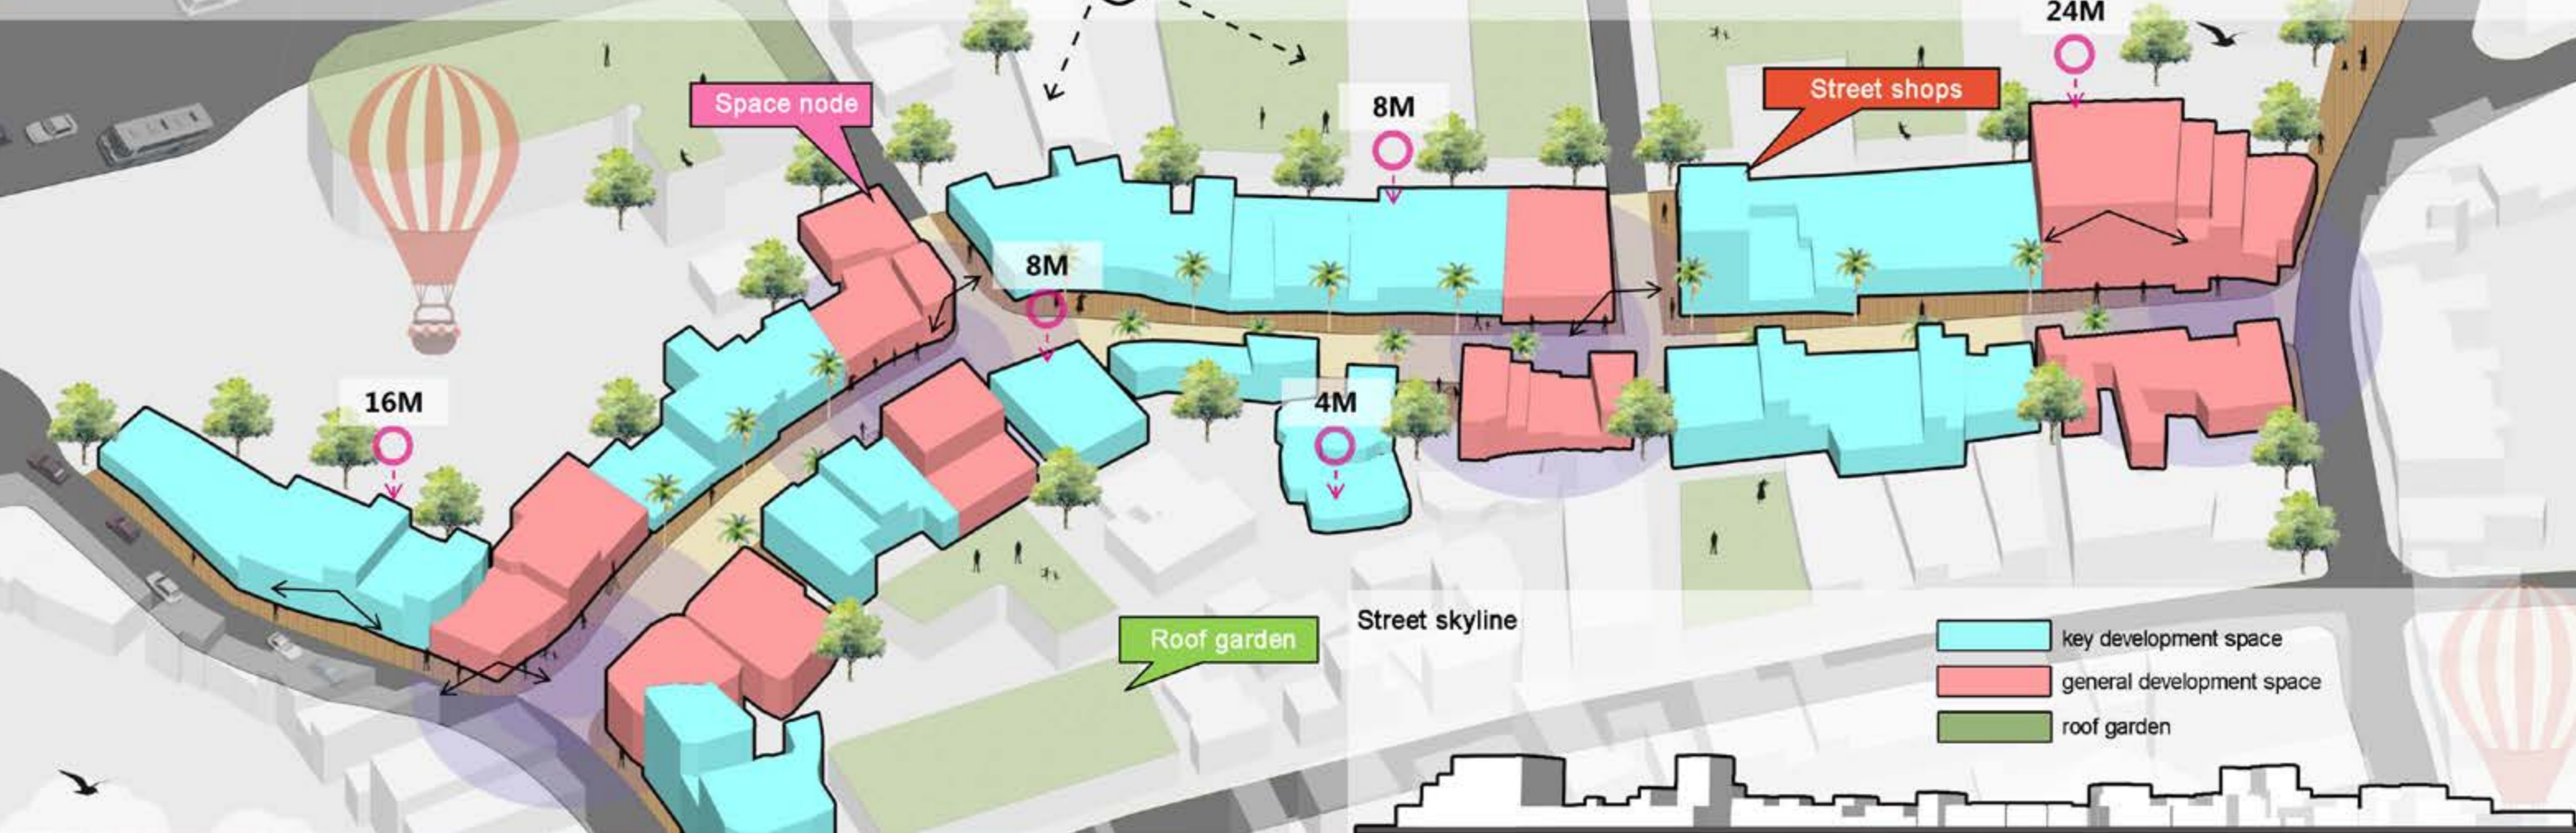 24M
Street shops
Space node
8M
8M
16M
4M
Roof garden
Street skyline
key development space
general development space
roof garden